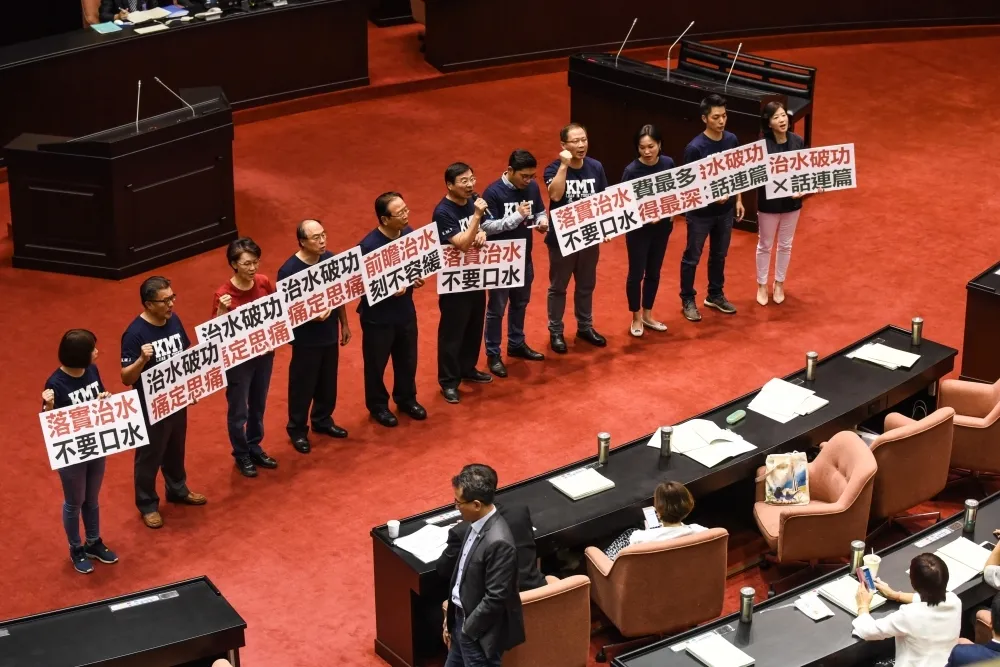 落實治水
不要口水
KMT
治水破功
痛定思痛
治水破功
痛定思痛
治水破功
痛定思痛
前瞻治水
刻不容緩
落實治水
不要口水
KMT
落實治水
不要口水
費最多
得最深
治水破功
話連篇
治水破功
×話連篇